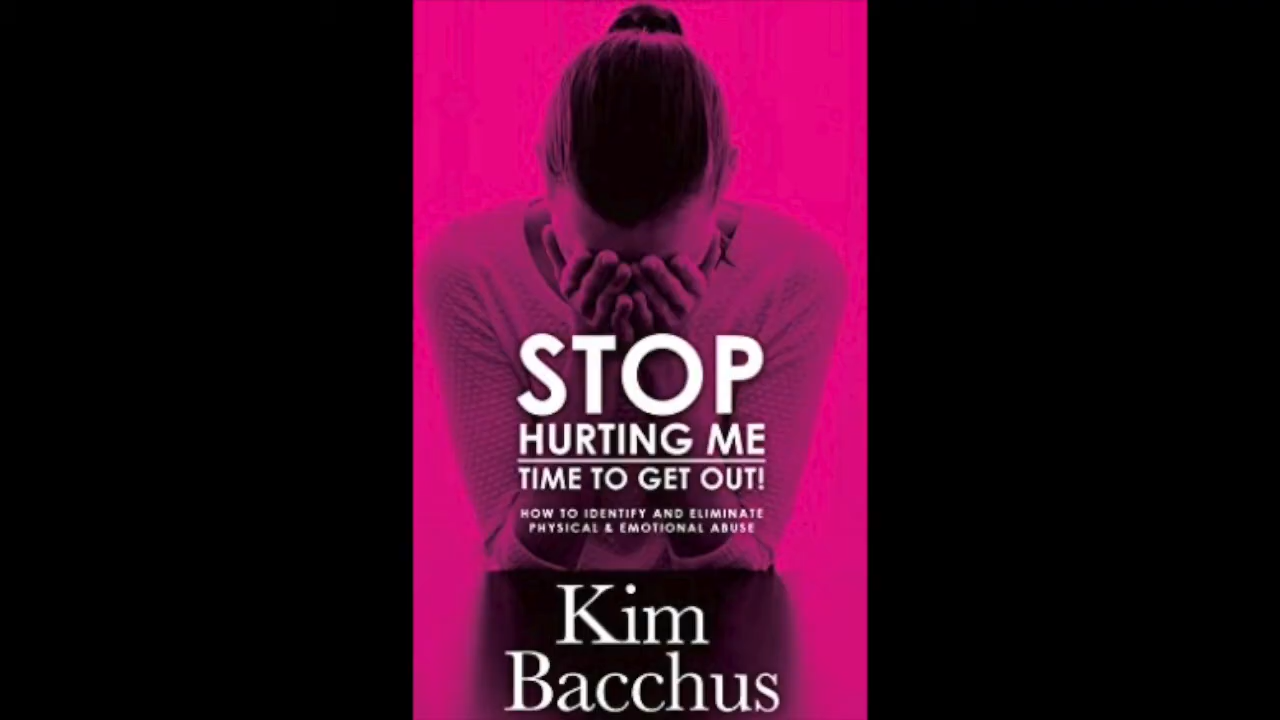 STOP
HURTING ME
TIME TO GET OUT!
HOW TO IDENTIFY AND ELIMINATE
PHYSICAL & EMOTIONAL ABUSE
Kim
Bacchus